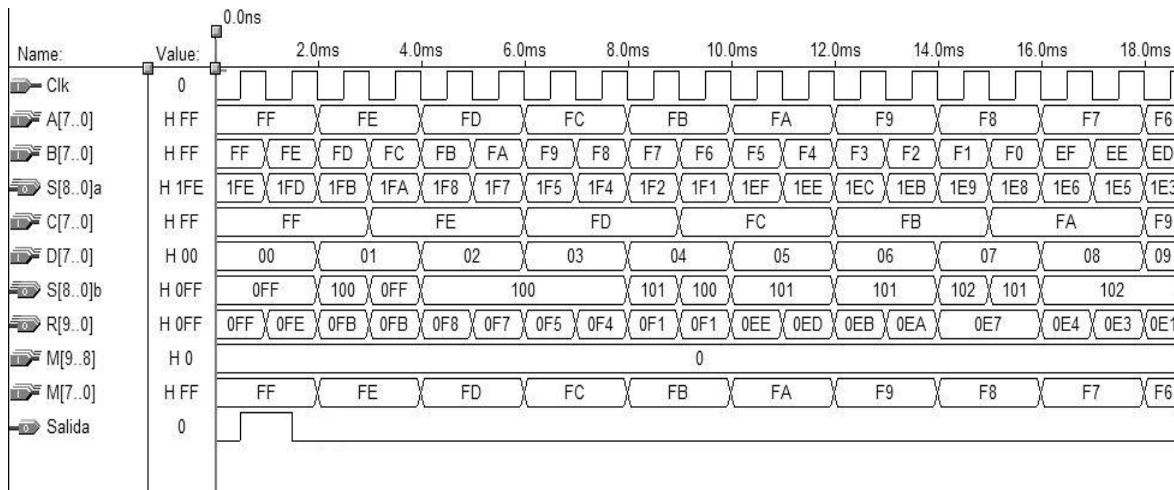 0.0ns
Name: Value: 2.0ms 4.0ms 6.0ms 8.0ms 10.0ms 12.0ms 14.0ms 16.0ms 18.0ms
Clk 0
A[7..0] H FF FF FE FD FC FB FA F9 F8 F7 F6
B[7..0] H FF FF FE FD FC FB FA F9 F8 F7 F6 F5 F4 F3 F2 F1 F0 EF EE ED
S[8..0]a H 1FE 1FE 1FD 1FB 1FA 1F8 1F7 1F5 1F4 1F2 1F1 1EF 1EE 1EC 1EB 1E9 1E8 1E6 1E5 1E3
C[7..0] H FF FF FE FD FC FB FA F9
D[7..0] H 00 00 01 02 03 04 05 06 07 08 09
S[8..0]b H 0FF 0FF 100 0FF 100 101 100 101 101 102 101 102
R[9..0] H 0FF 0FF 0FE 0FB 0FB 0F8 0F7 0F5 0F4 0F1 0F1 0EE 0ED 0EB 0EA 0E7 0E4 0E3 0E1
M[9..8] H 0 0
M[7..0] H FF FF FE FD FC FB FA F9 F8 F7 F6
Salida 0